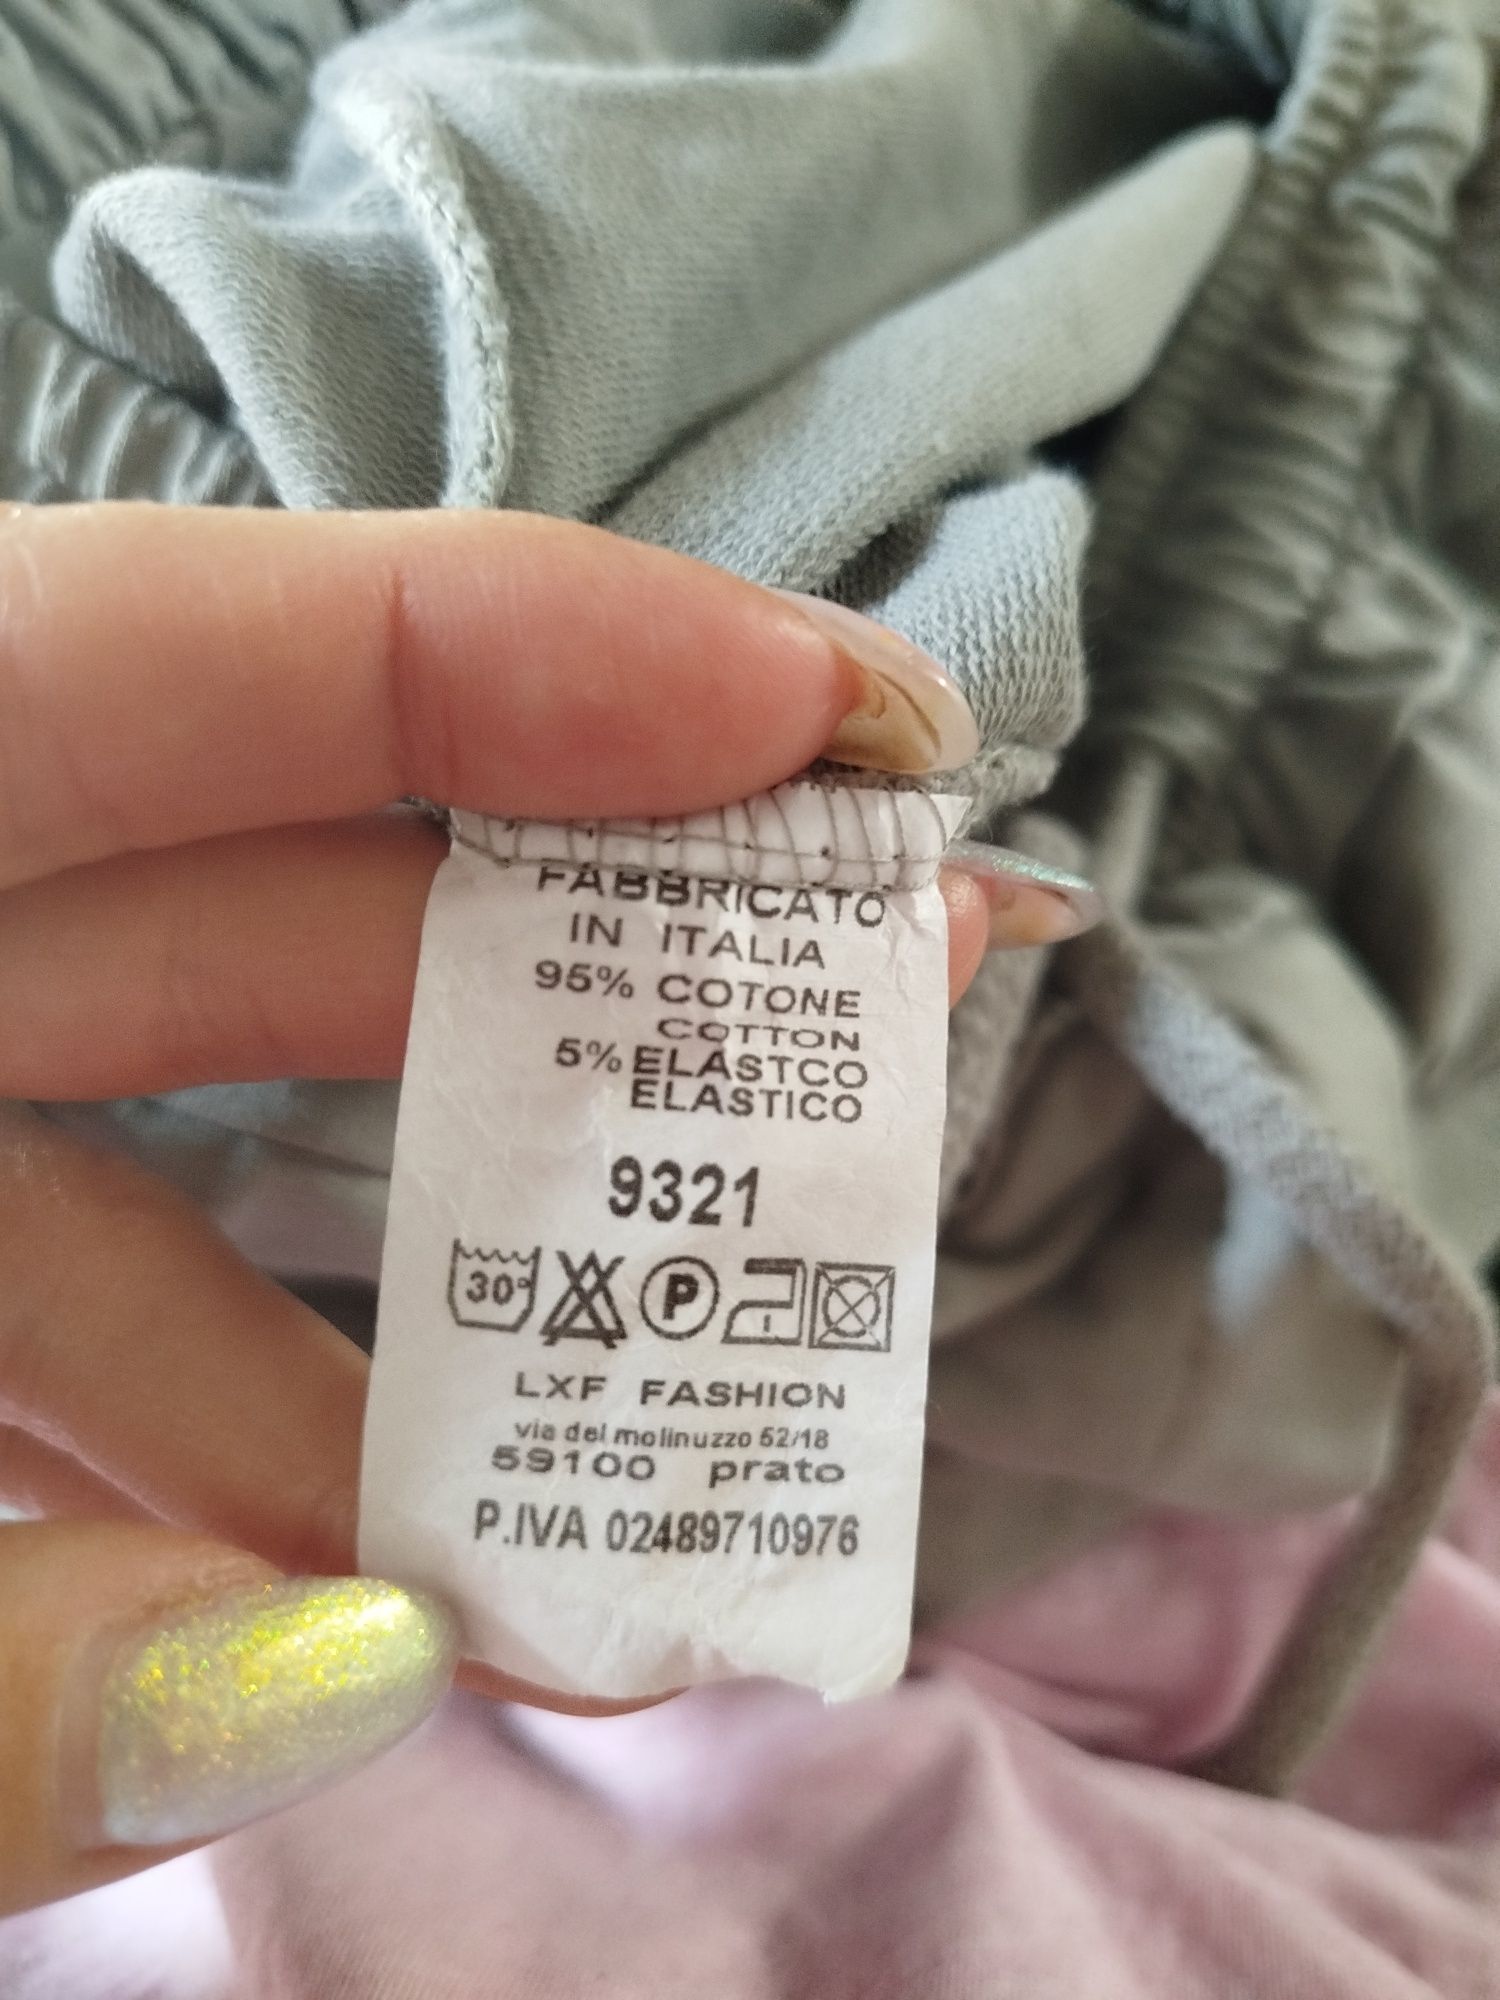 FABBRICATO
IN ITALIA
95% COTONE
COTTON
5% ELASTCO
ELASTICO
9321
30°
P
LXF FASHION
via del molinuzzo 52/18
59100 prato
P.IVA 02489710976